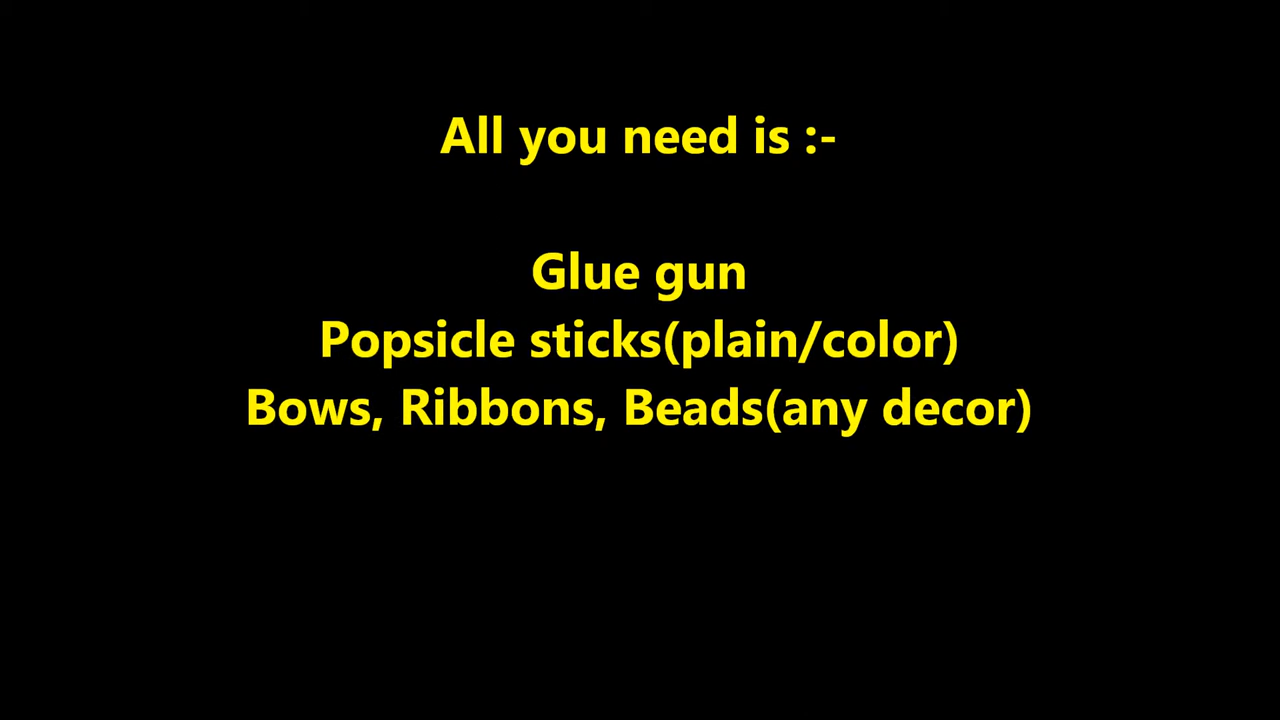 All you need is :-
Glue gun
Popsicle sticks(plain/color)
Bows, Ribbons, Beads(any decor)